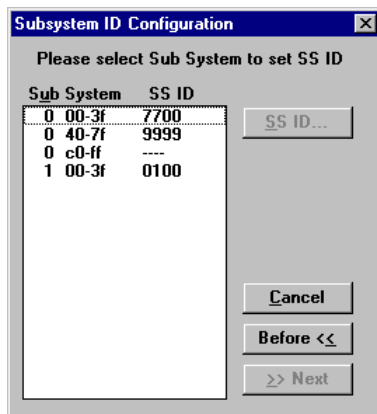 Subsystem ID Configuration
Please select Sub System to set SS ID
Sub System SS ID
0 00-3f 7700
0 40-7f 9999
0 c0-ff ----
1 00-3f 0100
SS ID...
Cancel
Before <<
>> Next